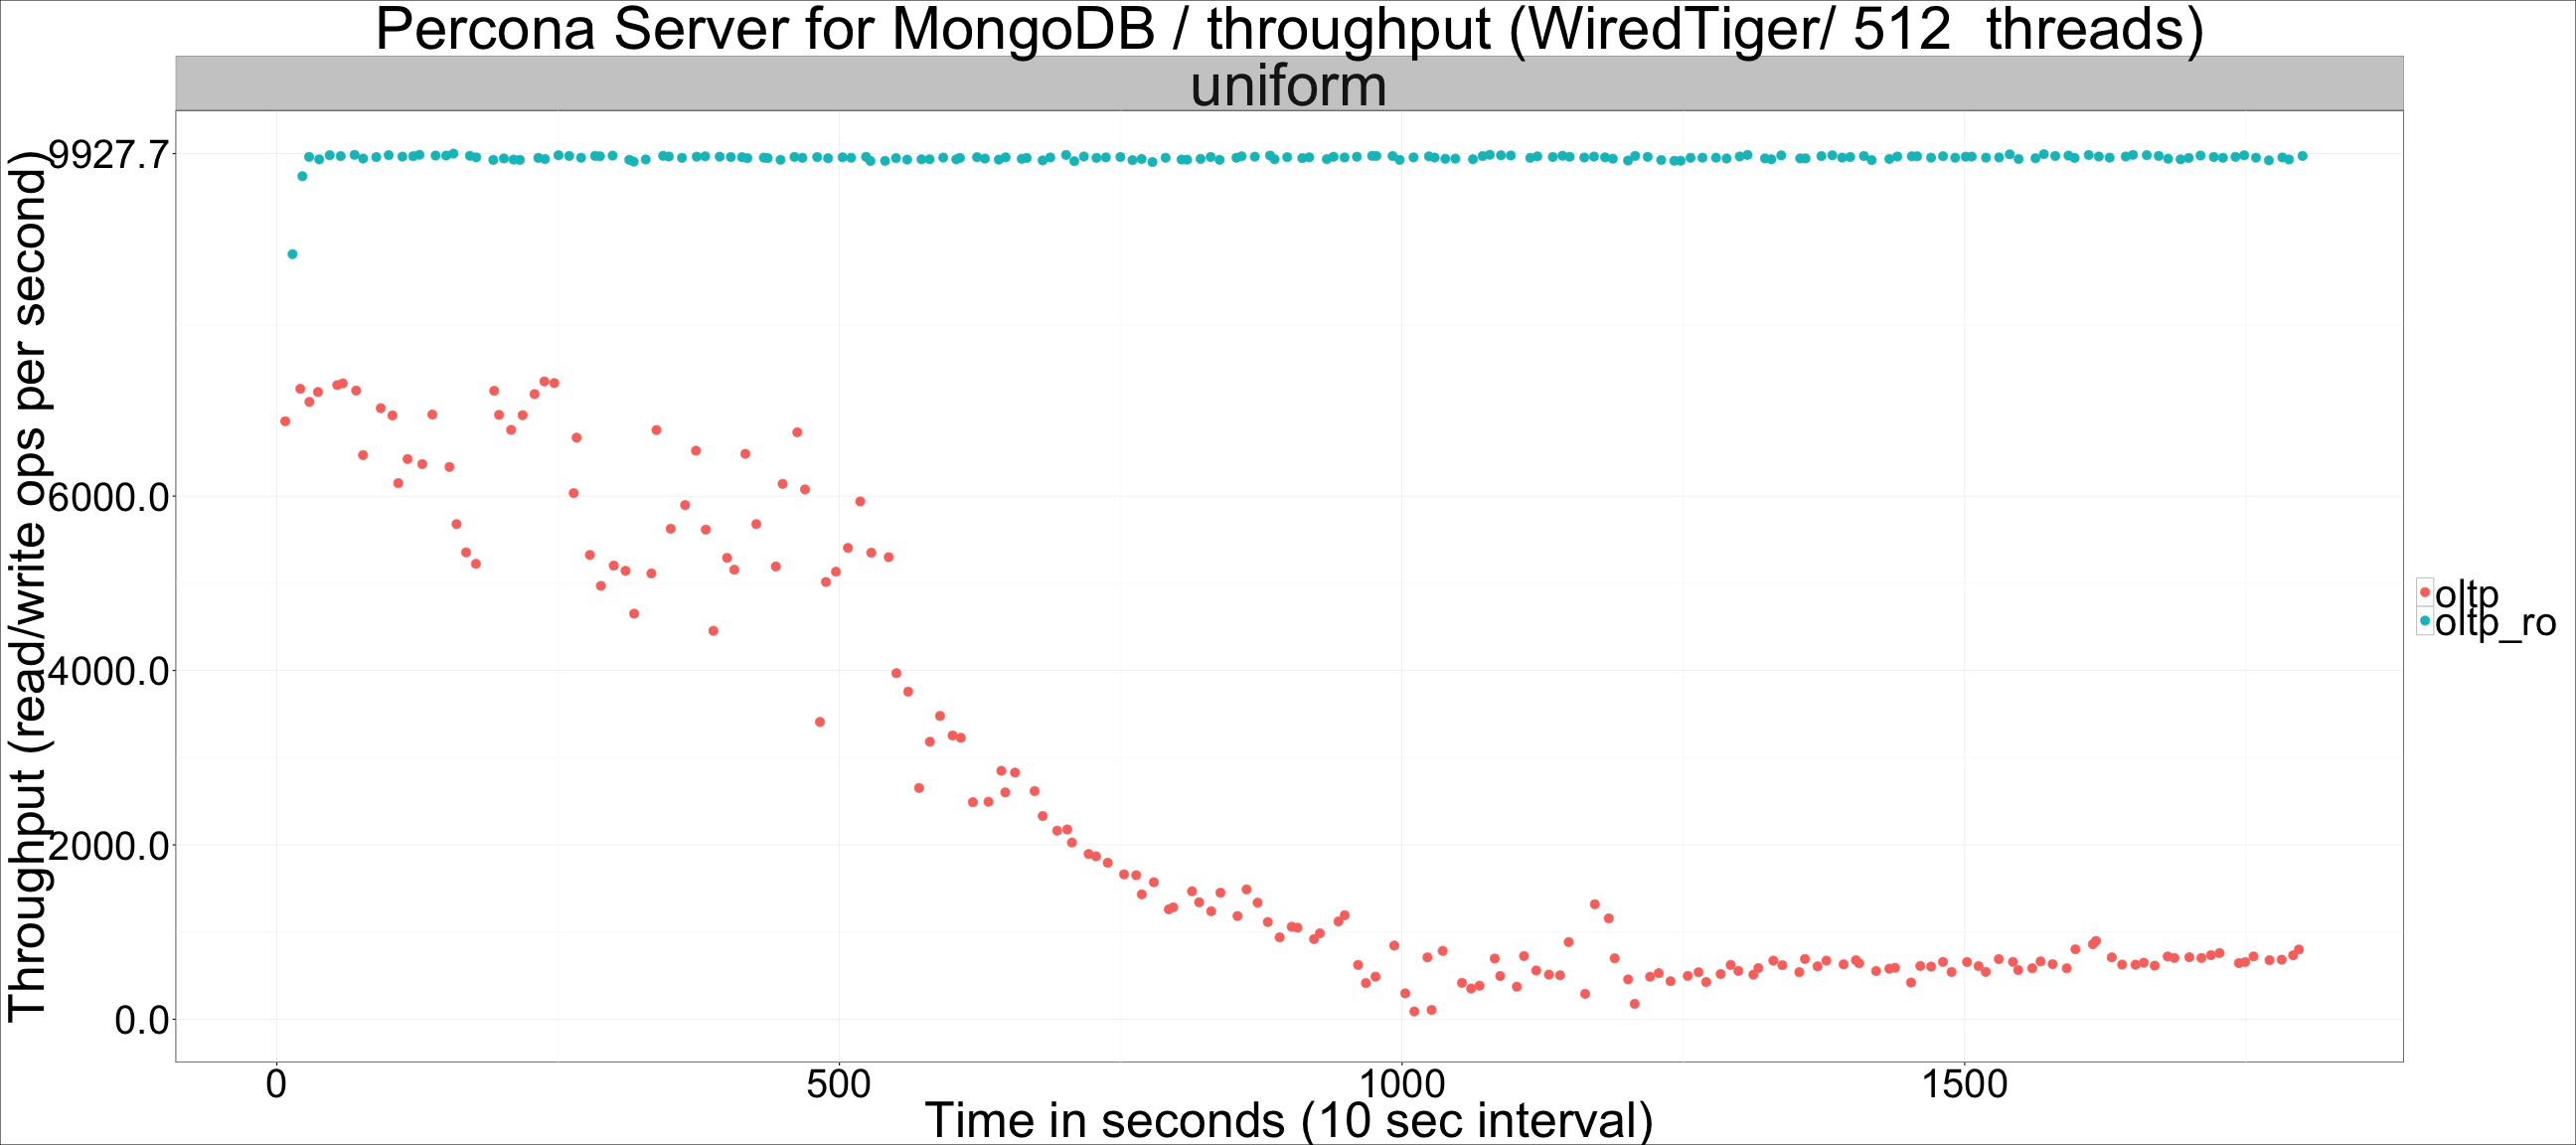 Percona Server for MongoDB / throughput (WiredTiger/ 512  threads)
uniform
Throughput (read/write ops per second)
9927.7
6000.0
4000.0
2000.0
0.0
0
500
1000
1500
Time in seconds (10 sec interval)
oltp
oltp_ro